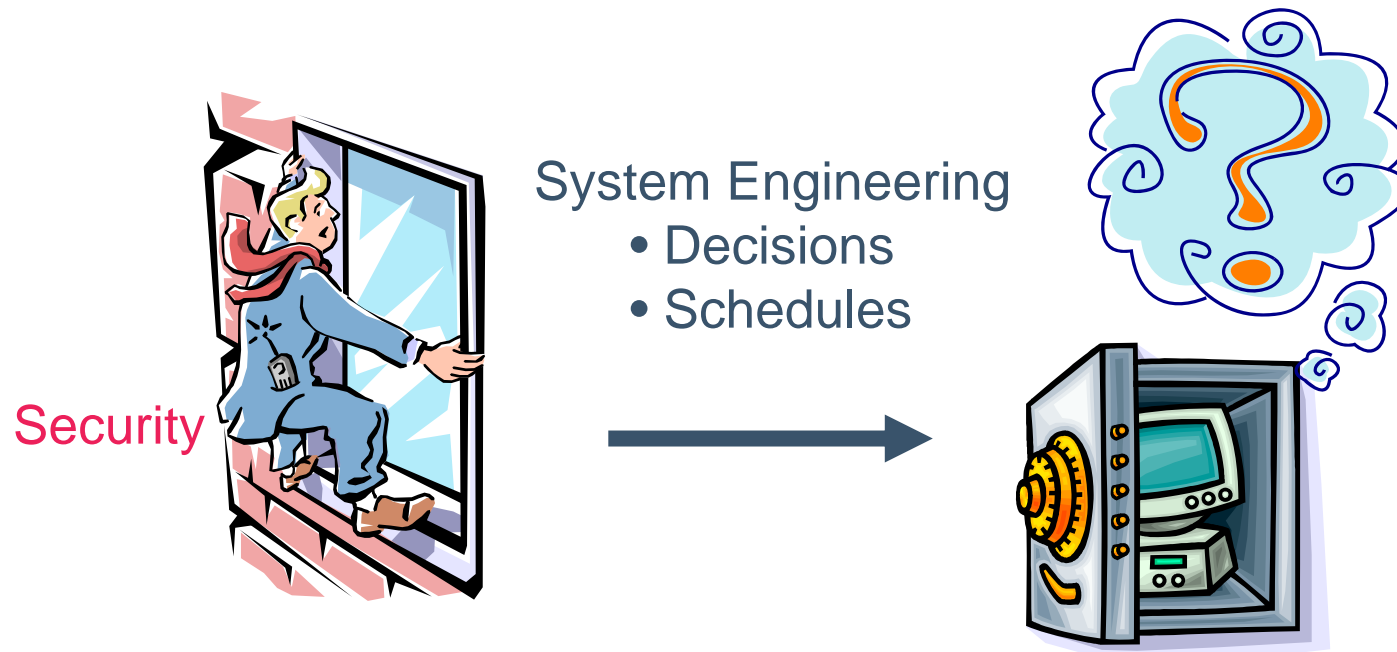 System Engineering
• Decisions
• Schedules
Security